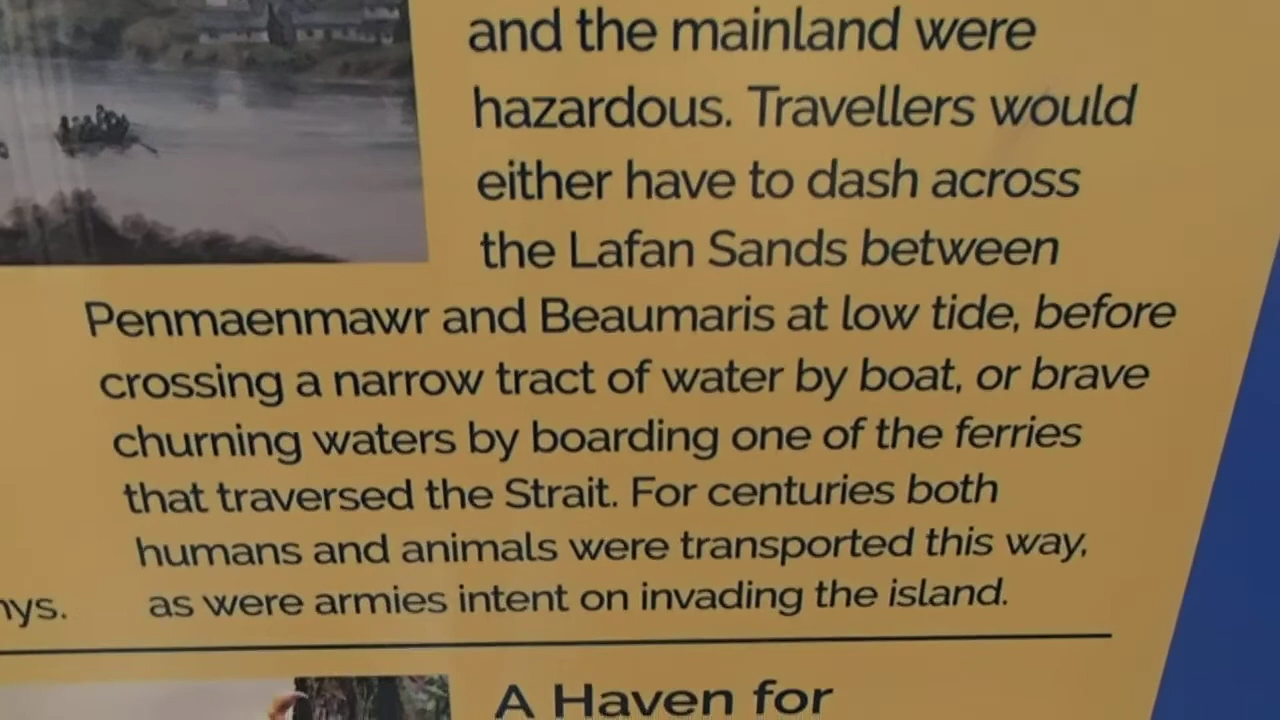 and the mainland were
hazardous. Travellers would
either have to dash across
the Lafan Sands between
Penmaenmawr and Beaumaris at low tide, before
crossing a narrow tract of water by boat, or brave
churning waters by boarding one of the ferries
that traversed the Strait. For centuries both
humans and animals were transported this way,
as were armies intent on invading the island.
A Haven for